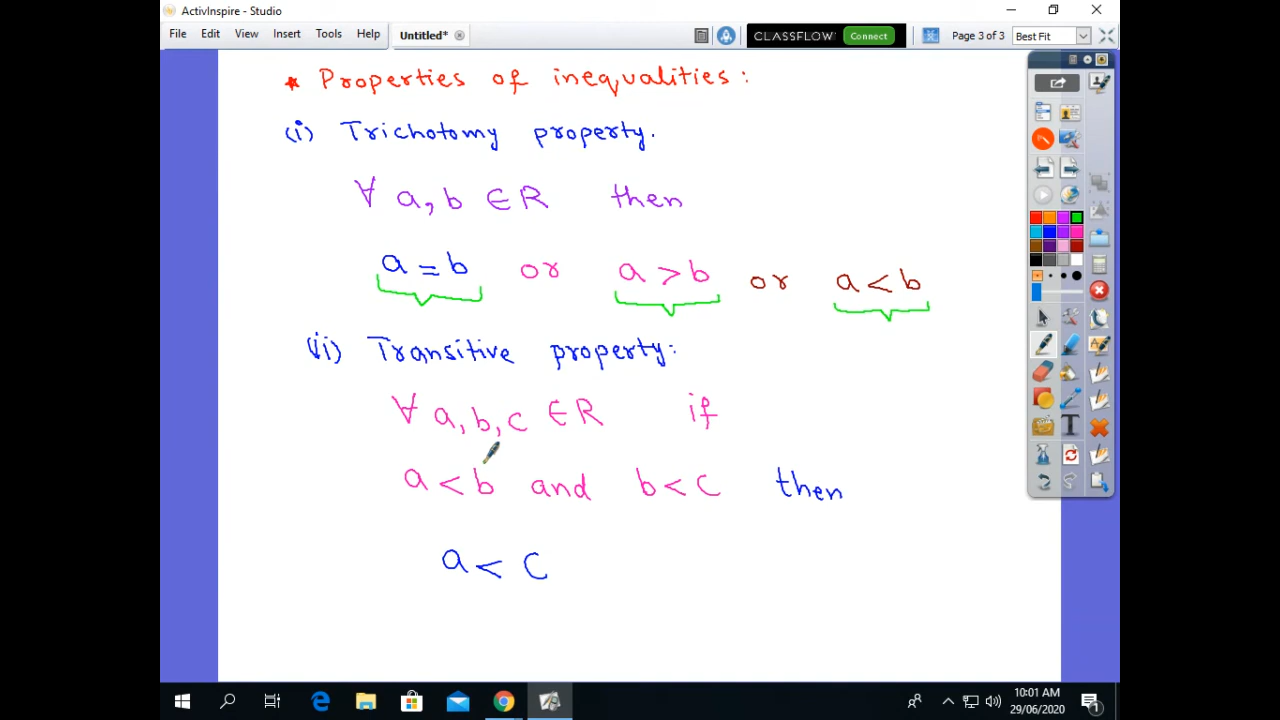 ActivInspire - Studio
File Edit View Insert Tools Help Untitled* CLASSFLOW Connect Page 3 of 3 Best Fit
* Properties of inequalities:
(i) Trichotomy property.
∀ a, b ∈ R then
a = b or a > b or a < b
(ii) Transitive property:
∀ a, b, c ∈ R if
a < b and b < c then
a < c
10:01 AM
29/06/2020
1